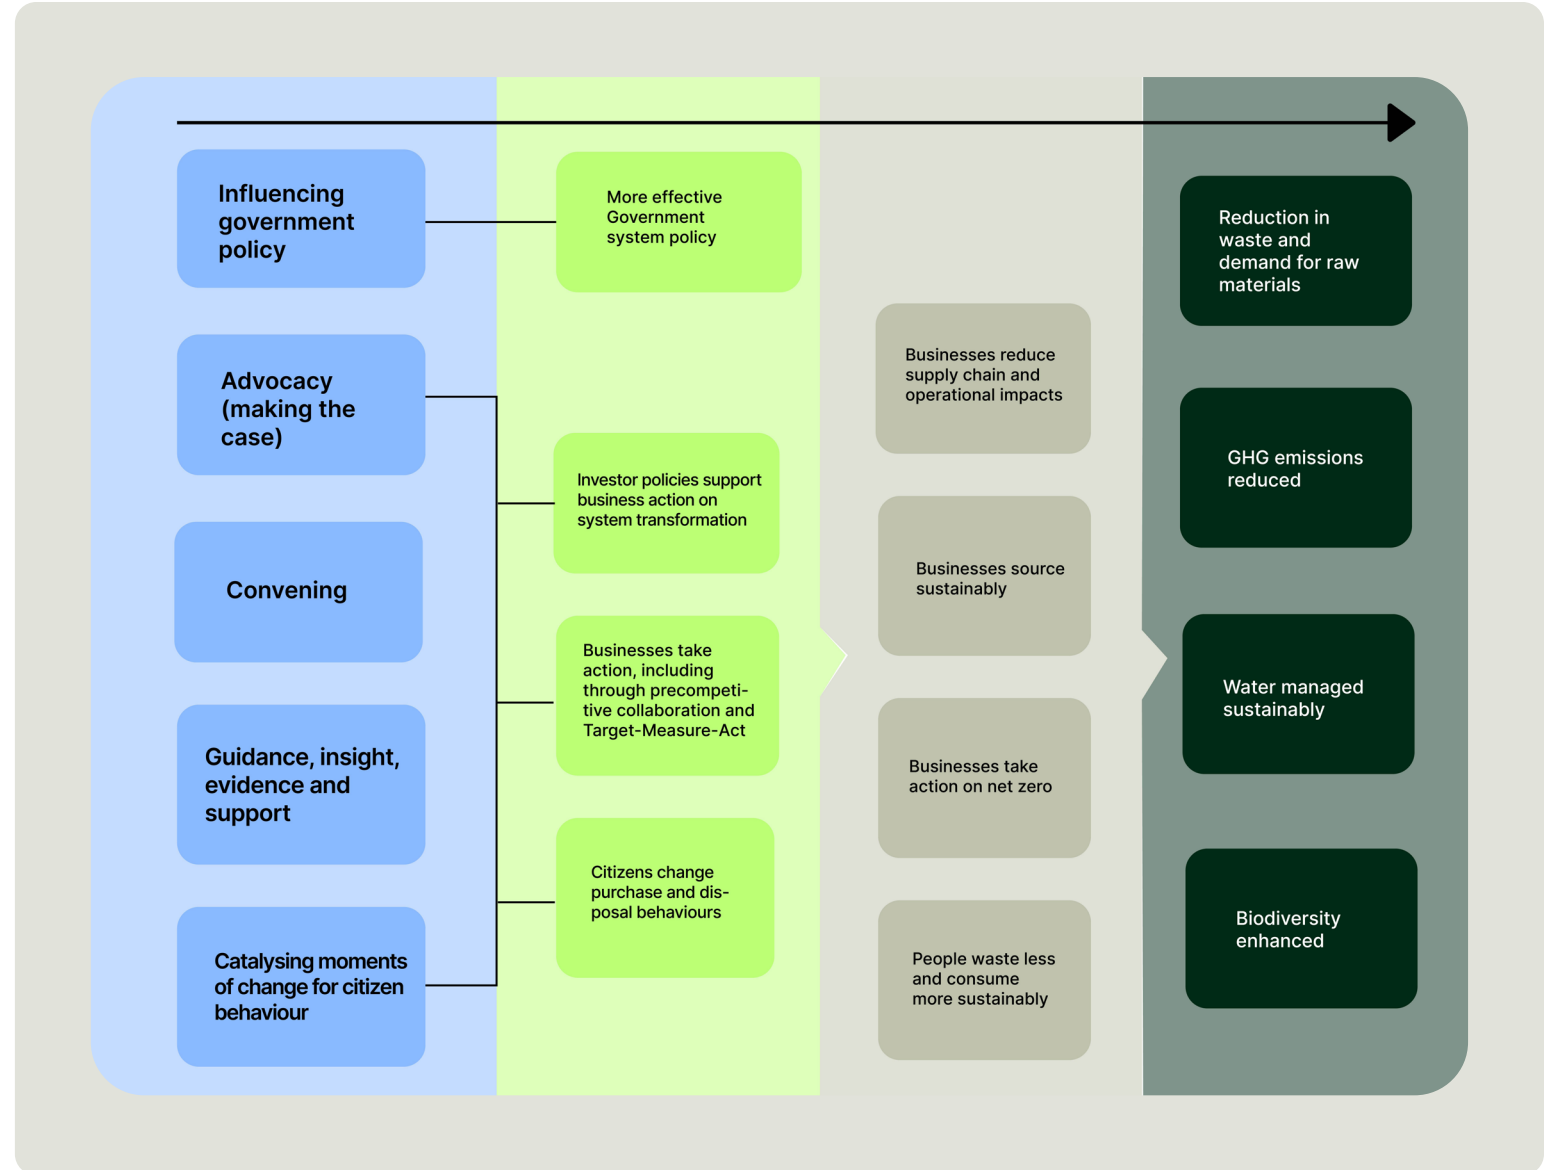 Influencing
government
policy
Advocacy
(making the
case)
Convening
Guidance, insight,
evidence and
support
Catalysing moments
of change for citizen
behaviour
More effective
Government
system policy
Investor policies support
business action on
system transformation
Businesses take
action, including
through precompeti-
tive collaboration and
Target-Measure-Act
Citizens change
purchase and dis-
posal behaviours
Businesses reduce
supply chain and
operational impacts
Businesses source
sustainably
Businesses take
action on net zero
People waste less
and consume
more sustainably
Reduction in
waste and
demand for raw
materials
GHG emissions
reduced
Water managed
sustainably
Biodiversity
enhanced